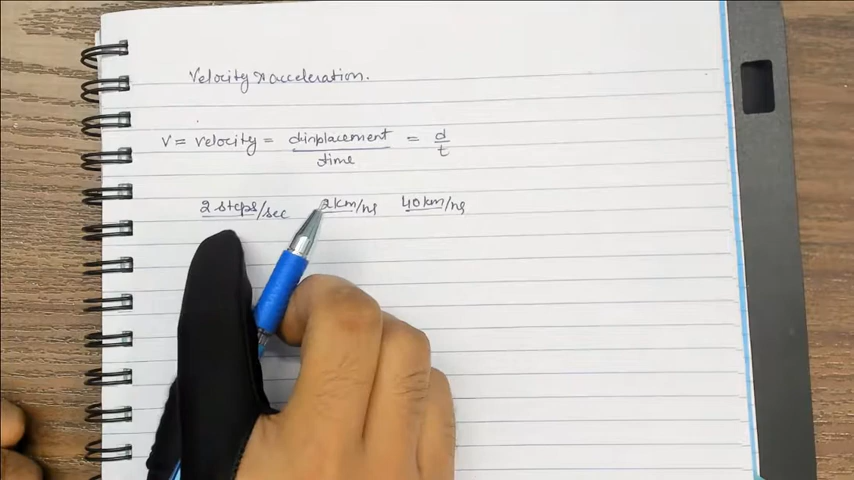 Velocity & acceleration.
V = velocity = displacement / time = d / t
2 steps/sec 2km/hr 40km/hr